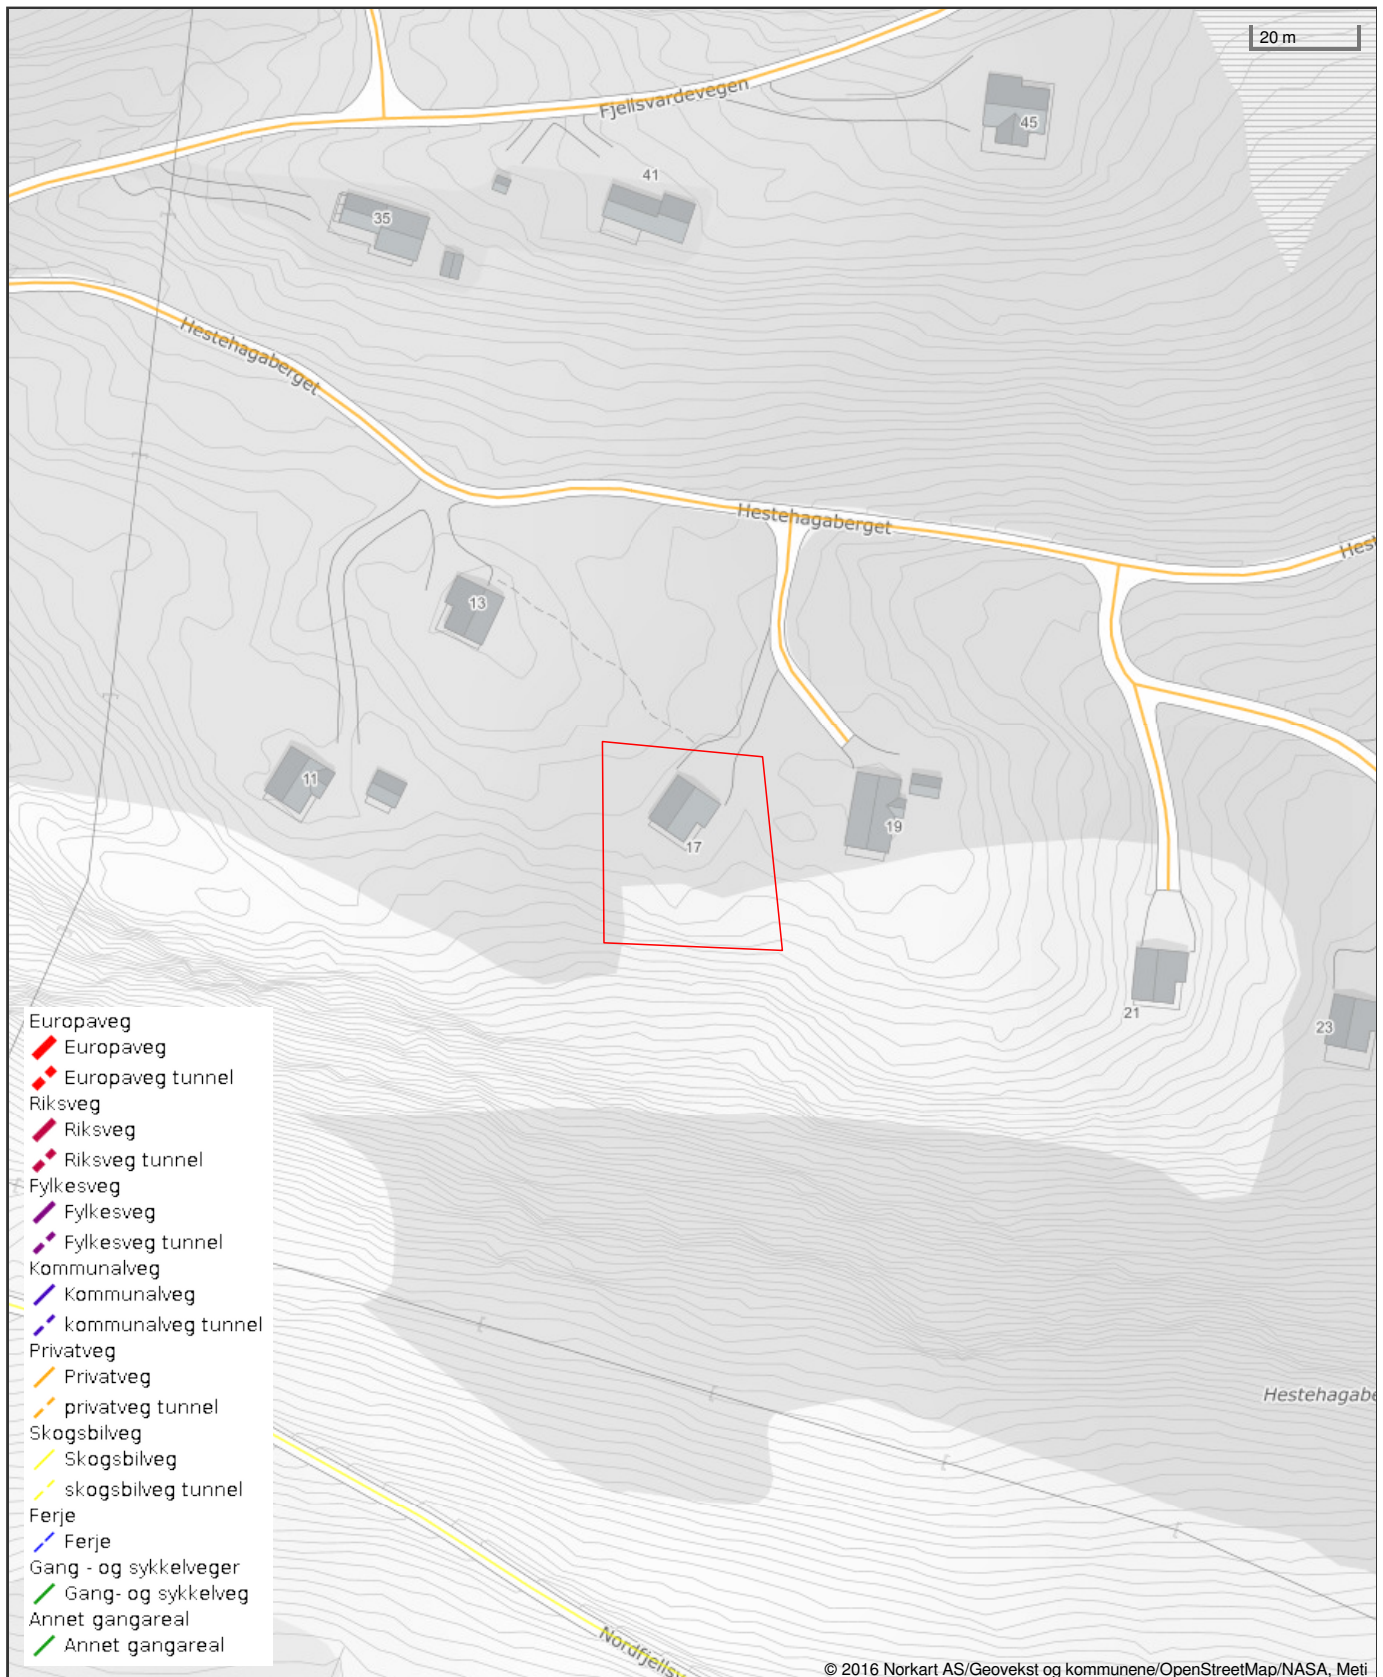 20 m
Fjellsvardevegen
45
41
35
Hestehagaberget
Hestehagaberget
Hest
13
11
17
19
21
23
Europaveg
Europaveg
Europaveg tunnel
Riksveg
Riksveg
Riksveg tunnel
Fylkesveg
Fylkesveg
Fylkesveg tunnel
Kommunalveg
Kommunalveg
kommunalveg tunnel
Privatveg
Privatveg
privatveg tunnel
Skogsbilveg
Skogsbilveg
skogsbilveg tunnel
Ferje
Ferje
Gang - og sykkelveger
Gang- og sykkelveg
Annet gangareal
Annet gangareal
Hestehagabe
Nordfjellsv
© 2016 Norkart AS/Geovekst og kommunene/OpenStreetMap/NASA, Meti